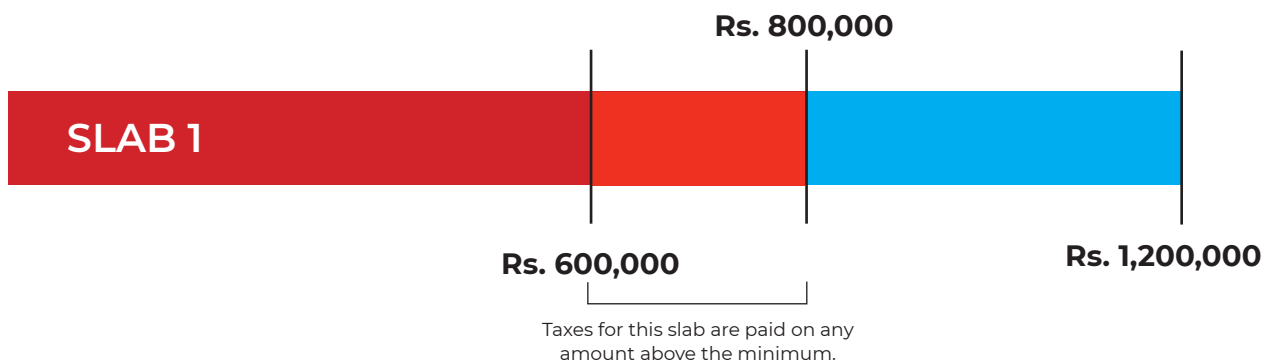 Rs. 800,000
SLAB 1
Rs. 600,000
Rs. 1,200,000
Taxes for this slab are paid on any
amount above the minimum.